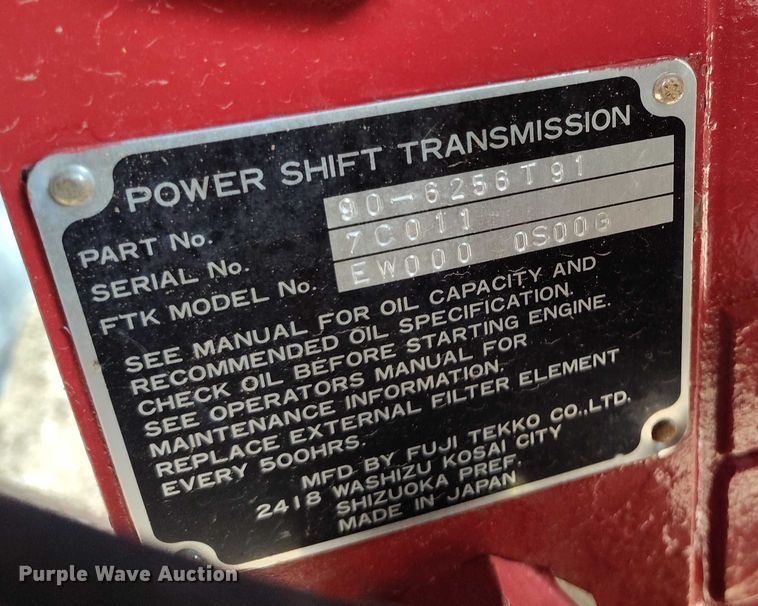 POWER SHIFT TRANSMISSION
PART No. 90-6256T91
SERIAL No. 7C011
FTK MODEL No. EW000 0S00G
SEE MANUAL FOR OIL CAPACITY AND
RECOMMENDED OIL SPECIFICATION.
CHECK OIL BEFORE STARTING ENGINE.
SEE OPERATORS MANUAL FOR
MAINTENANCE INFORMATION.
REPLACE EXTERNAL FILTER ELEMENT
EVERY 500HRS.
MFD BY FUJI TEKKO CO.,LTD.
2418 WASHIZU KOSAI CITY
SHIZUOKA PREF.
MADE IN JAPAN
Purple Wave Auction